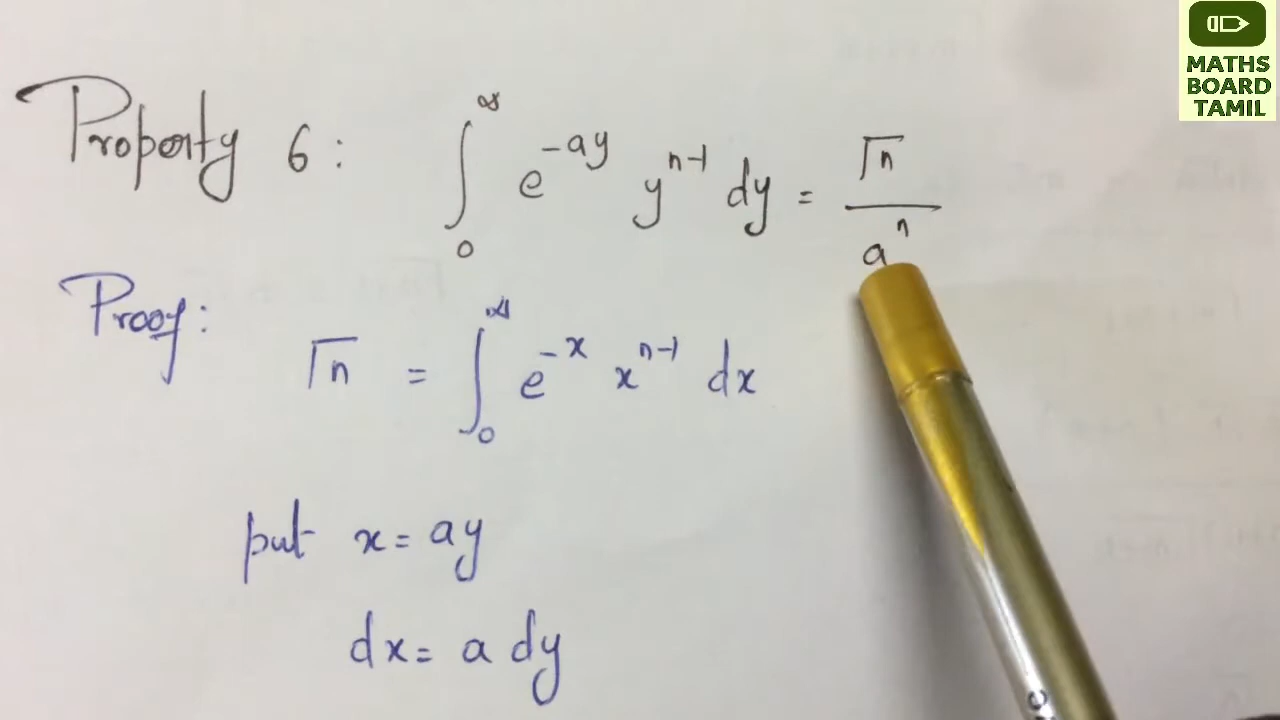 MATHS
BOARD
TAMIL
Property 6: ∫₀^∞ e^{-ay} y^{n-1} dy = Γn / aⁿ
Proof:
Γn = ∫₀^∞ e^{-x} x^{n-1} dx
put x = ay
dx = a dy